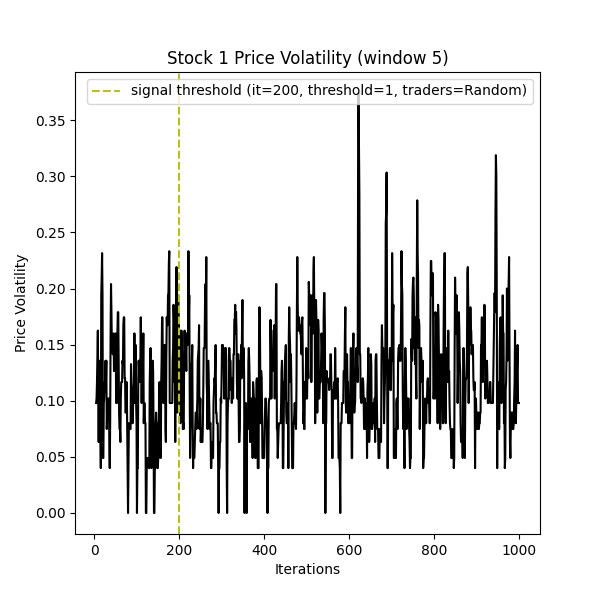 Stock 1 Price Volatility (window 5)
signal threshold (it=200, threshold=1, traders=Random)
0.35
0.30
0.25
0.20
0.15
0.10
0.05
0.00
Price Volatility
0 200 400 600 800 1000
Iterations